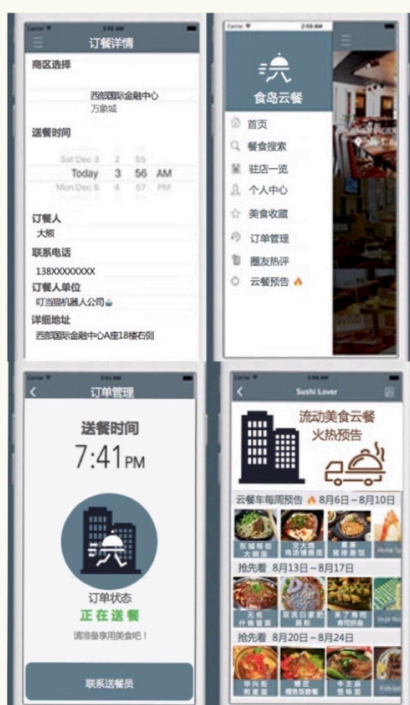 订餐详情
商区选择
西部国际金融中心
万象城
送餐时间
Sat Dec 3 2 55
Today 3 56 AM
Mon Dec 5 4 57 PM
订餐人
大熊
联系电话
138XXXXXXXX
订餐人单位
叮当猫机器人公司
详细地址
西部国际金融中心A座18楼右侧
食岛云餐
首页
餐食搜索
驻店一览
个人中心
美食收藏
订单管理
圈友热评
云餐预告
订单管理
送餐时间
7:41PM
订单状态
正在送餐
请准备享用美食吧！
联系送餐员
Sushi Lover
流动美食云餐
火热预告
云餐车每周预告 8月6日~8月10日
抢先看 8月13日~8月17日
抢先看 8月20日~8月24日